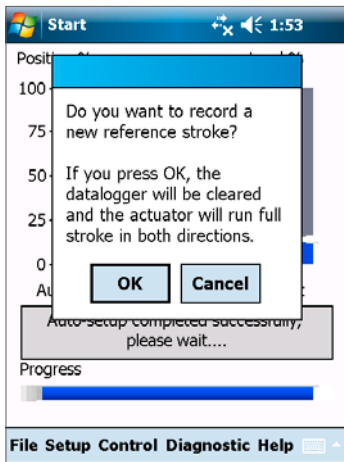 Start 1:53
Positi
100
75
50
25
0
Do you want to record a
new reference stroke?
If you press OK, the
datalogger will be cleared
and the actuator will run full
stroke in both directions.
OK Cancel
Auto-setup completed successfully,
please wait....
Progress
File Setup Control Diagnostic Help